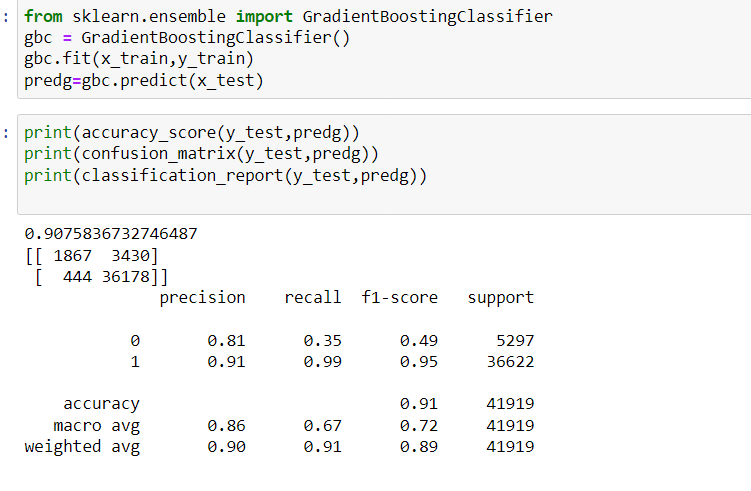 : from sklearn.ensemble import GradientBoostingClassifier
gbc = GradientBoostingClassifier()
gbc.fit(x_train,y_train)
predg=gbc.predict(x_test)
: print(accuracy_score(y_test,predg))
print(confusion_matrix(y_test,predg))
print(classification_report(y_test,predg))
0.9075836732746487
[[ 1867  3430]
 [  444 36178]]
              precision    recall  f1-score   support
           0       0.81      0.35      0.49      5297
           1       0.91      0.99      0.95     36622
    accuracy                           0.91     41919
   macro avg       0.86      0.67      0.72     41919
weighted avg       0.90      0.91      0.89     41919